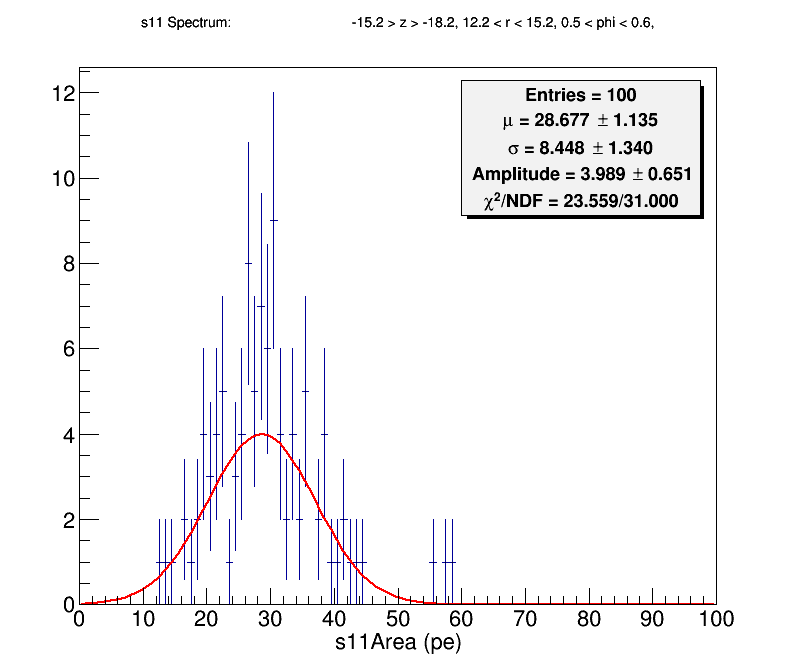 s11 Spectrum: -15.2 > z > -18.2, 12.2 < r < 15.2, 0.5 < phi < 0.6,
Entries = 100
μ = 28.677 ± 1.135
σ = 8.448 ± 1.340
Amplitude = 3.989 ± 0.651
χ²/NDF = 23.559/31.000
12
10
8
6
4
2
0
0 10 20 30 40 50 60 70 80 90 100
s11Area (pe)